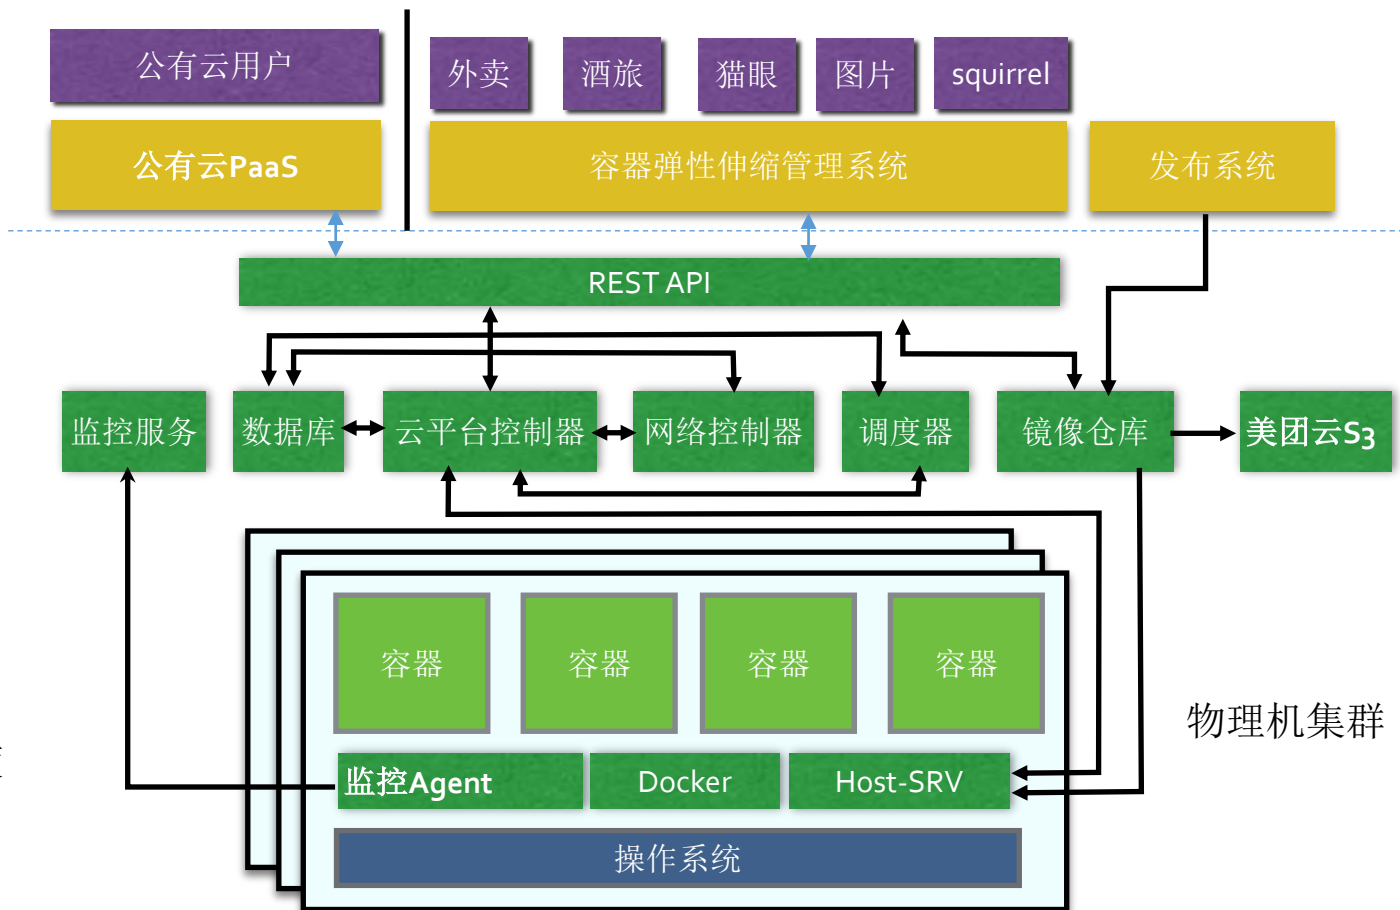 公有云用户
外卖
酒旅
猫眼
图片
squirrel
公有云PaaS
容器弹性伸缩管理系统
发布系统
REST API
监控服务
数据库
云平台控制器
网络控制器
调度器
镜像仓库
美团云S3
容器
容器
容器
容器
物理机集群
监控Agent
Docker
Host-SRV
操作系统